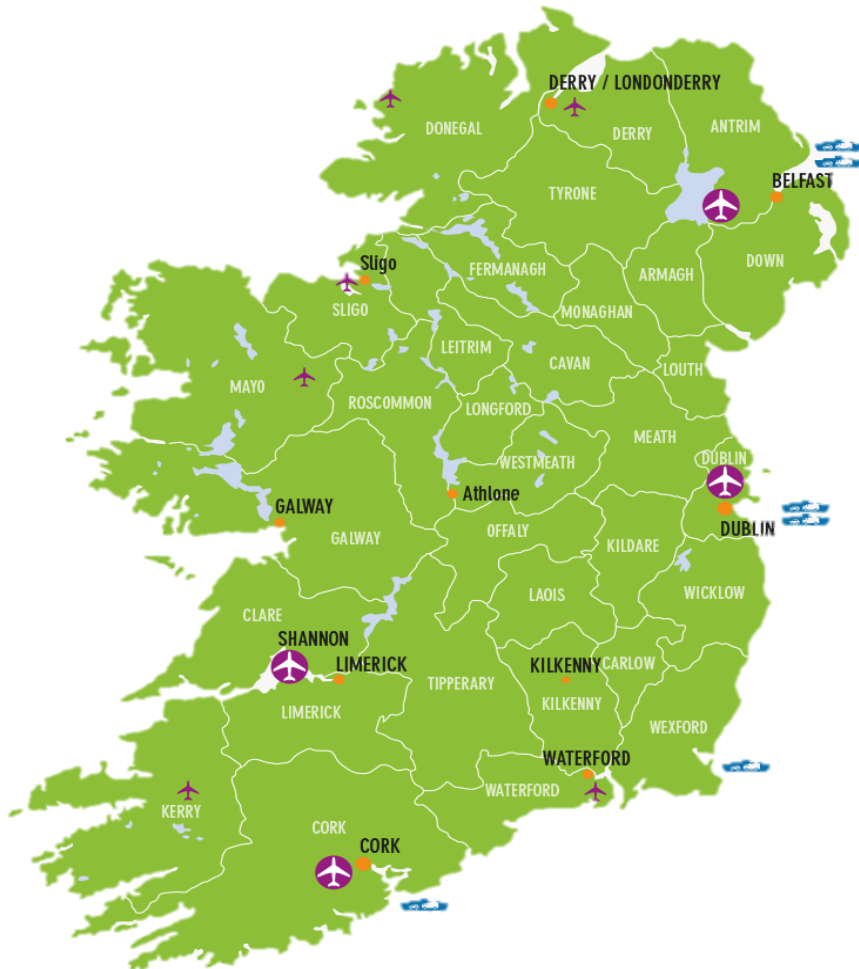 DERRY / LONDONDERRY
DONEGAL
DERRY
ANTRIM
TYRONE
BELFAST
Sligo
FERMANAGH
ARMAGH
DOWN
SLIGO
MONAGHAN
LEITRIM
CAVAN
LOUTH
MAYO
ROSCOMMON
LONGFORD
MEATH
WESTMEATH
DUBLIN
Athlone
GALWAY
DUBLIN
GALWAY
OFFALY
KILDARE
LAOIS
WICKLOW
CLARE
SHANNON
LIMERICK
KILKENNY
CARLOW
TIPPERARY
LIMERICK
KILKENNY
WEXFORD
WATERFORD
WATERFORD
KERRY
CORK
CORK